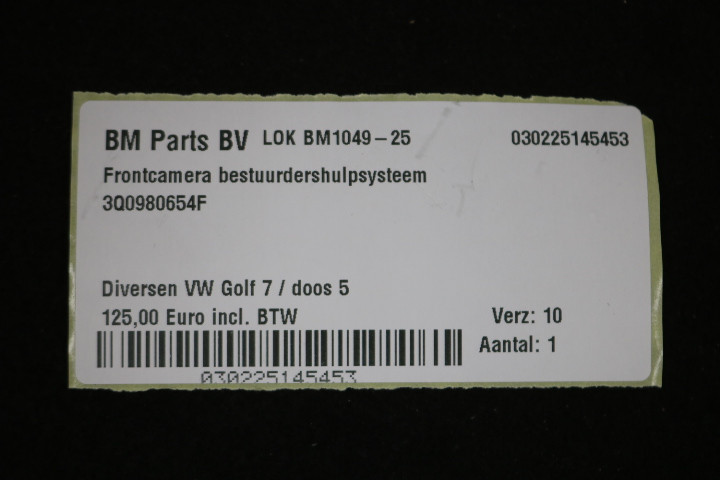 BM Parts BV LOK BM1049-25 030225145453
Frontcamera bestuurdershulpsysteem
3Q0980654F
Diversen VW Golf 7 / doos 5
125,00 Euro incl. BTW Verz: 10
Aantal: 1
030225145453